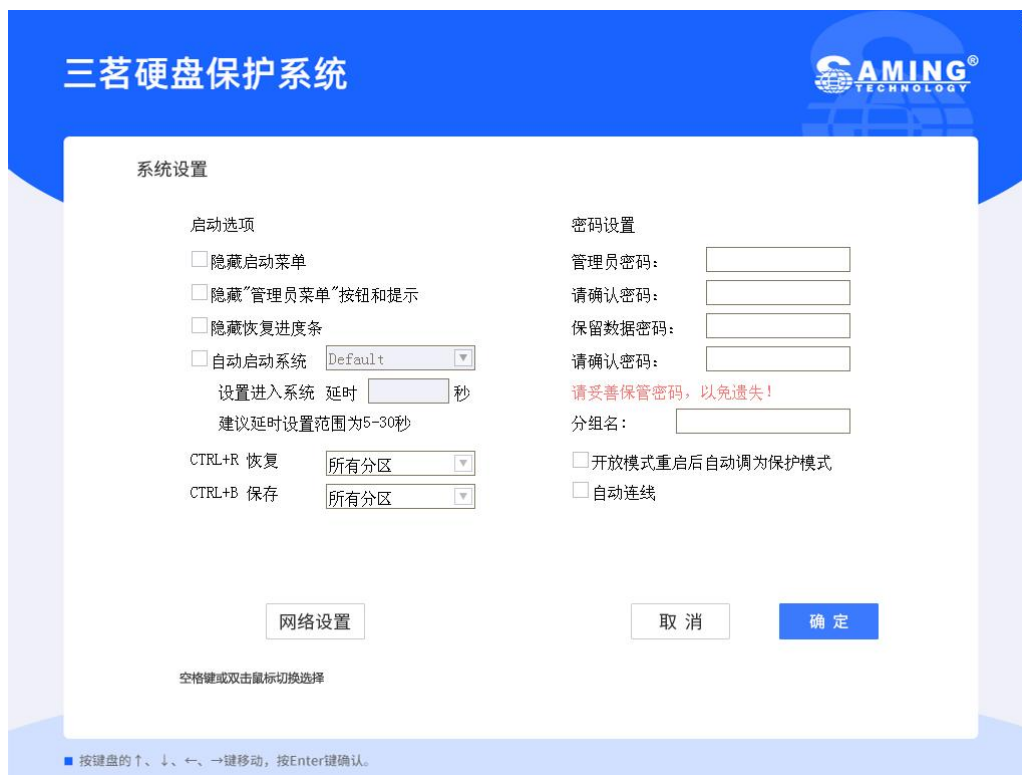 三茗硬盘保护系统
SAMING®
TECHNOLOGY
系统设置
启动选项
隐藏启动菜单
隐藏"管理员菜单"按钮和提示
隐藏恢复进度条
自动启动系统 Default
设置进入系统 延时 秒
建议延时设置范围为5-30秒
CTRL+R 恢复 所有分区
CTRL+B 保存 所有分区
密码设置
管理员密码:
请确认密码:
保留数据密码:
请确认密码:
请妥善保管密码,以免遗失!
分组名:
开放模式重启后自动调为保护模式
自动连线
网络设置
取 消
确 定
空格键或双击鼠标切换选择
按键盘的↑、↓、←、→键移动,按Enter键确认。